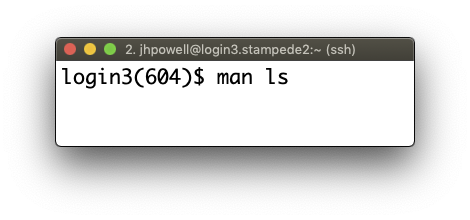 2. jhpowell@login3.stampede2:~ (ssh)
login3(604)$ man ls